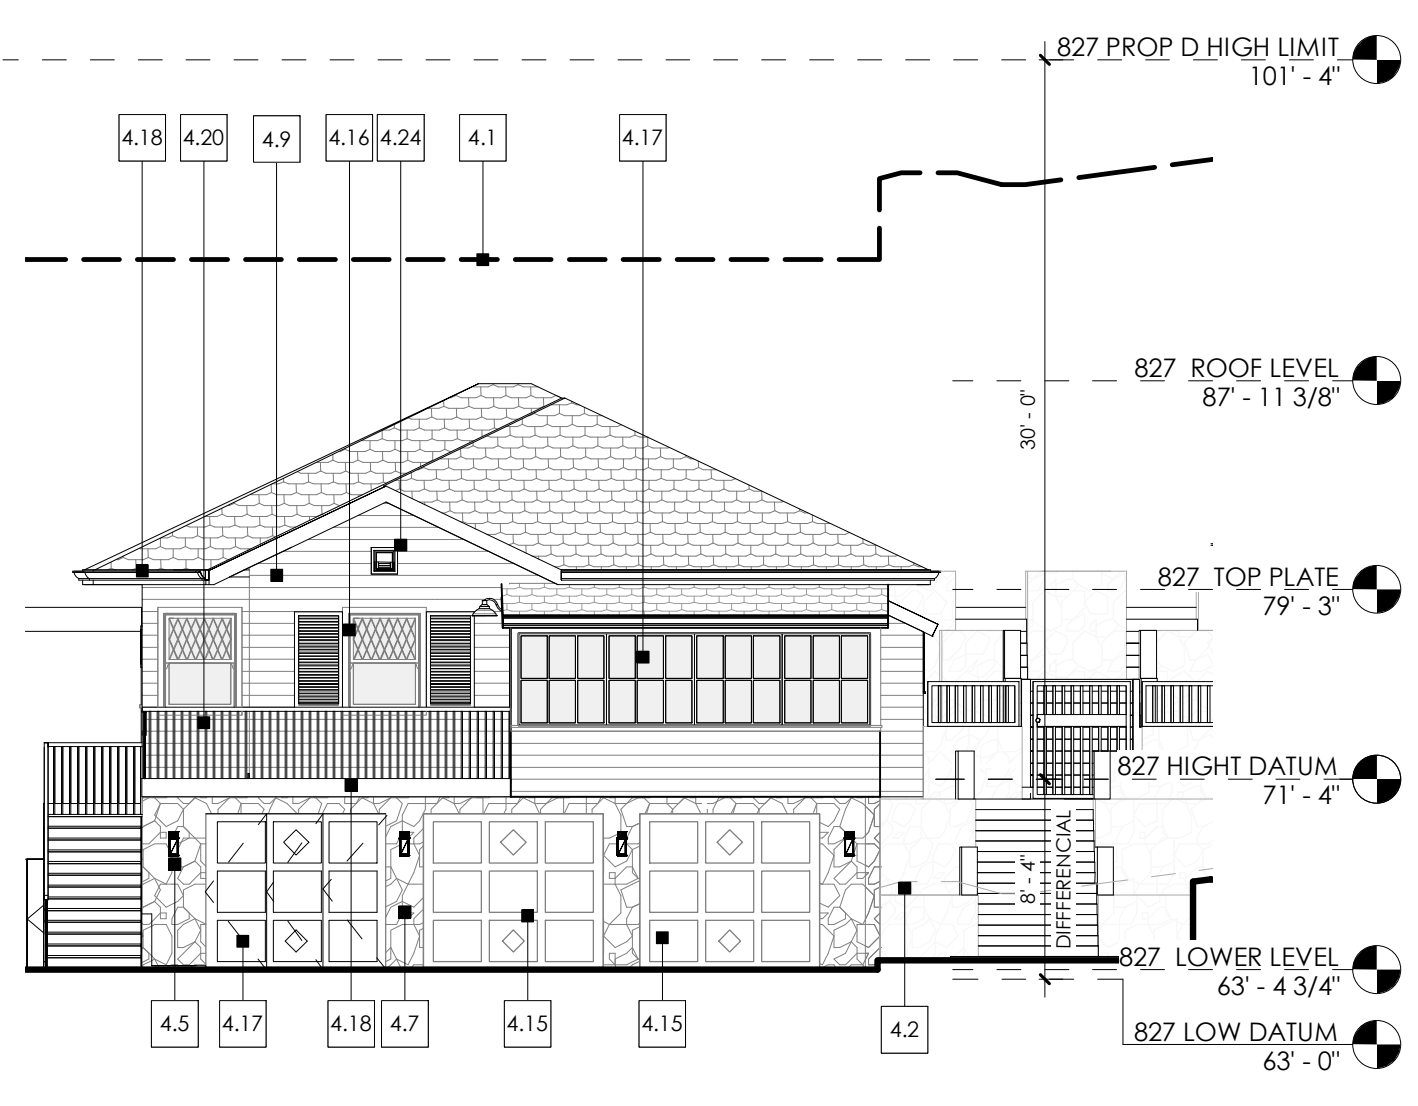 827 PROP D HIGH LIMIT
101' - 4"
4.18
4.20
4.9
4.16
4.24
4.1
4.17
827 ROOF LEVEL
87' - 11 3/8"
30' - 0"
827 TOP PLATE
79' - 3"
827 HIGHT DATUM
71' - 4"
8' - 4"
DIFFFERENCIAL
827 LOWER LEVEL
63' - 4 3/4"
4.5
4.17
4.18
4.7
4.15
4.15
4.2
827 LOW DATUM
63' - 0"